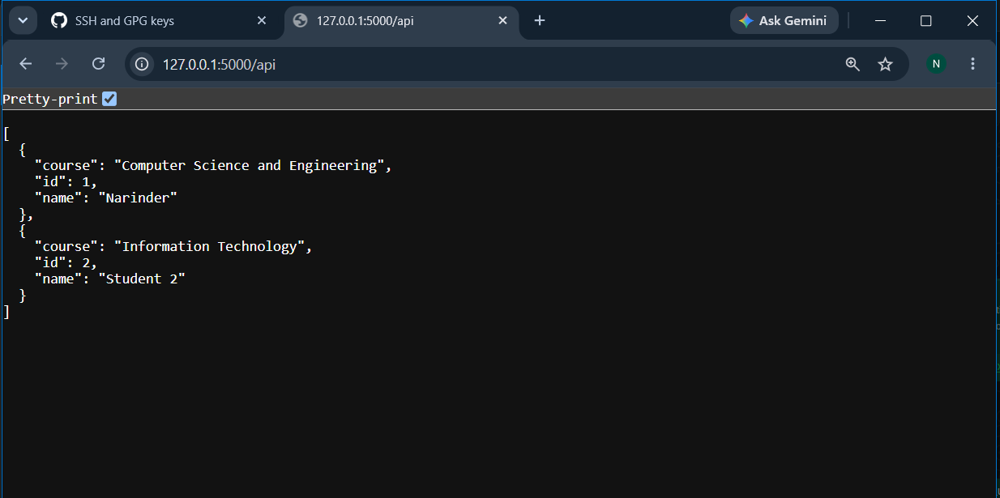 SSH and GPG keys
127.0.0.1:5000/api
Ask Gemini
127.0.0.1:5000/api
N
Pretty-print
[
  {
    "course": "Computer Science and Engineering",
    "id": 1,
    "name": "Narinder"
  },
  {
    "course": "Information Technology",
    "id": 2,
    "name": "Student 2"
  }
]